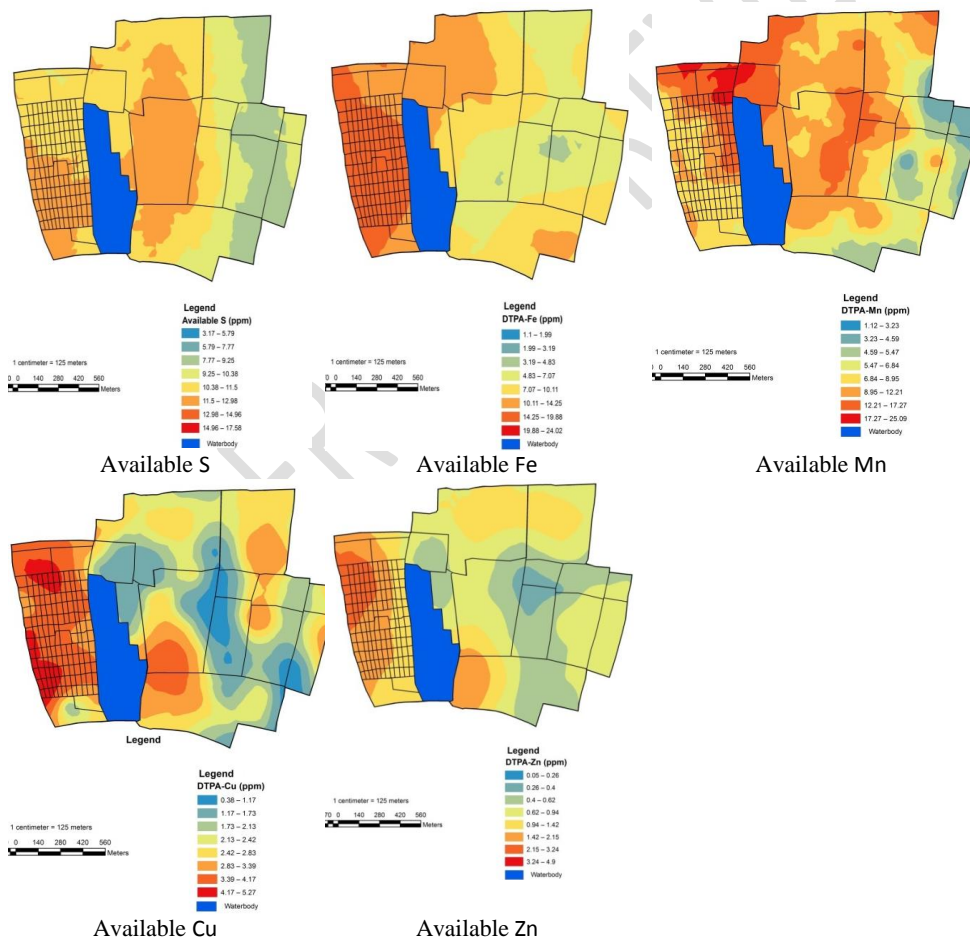 Legend
Available S (ppm)
3.17 – 5.79
5.79 – 7.77
7.77 – 9.25
9.25 – 10.38
10.38 – 11.5
11.5 – 12.98
12.98 – 14.96
14.96 – 17.58
Waterbody
1 centimeter = 125 meters
0 0 140 280 420 560
Meters
Available S
Legend
DTPA-Fe (ppm)
1.1 – 1.99
1.99 – 3.19
3.19 – 4.83
4.83 – 7.07
7.07 – 10.11
10.11 – 14.25
14.25 – 19.88
19.88 – 24.02
Waterbody
1 centimeter = 125 meters
0 0 140 280 420 560
Meters
Available Fe
Legend
DTPA-Mn (ppm)
1.12 – 3.23
3.23 – 4.59
4.59 – 5.47
5.47 – 6.84
6.84 – 8.95
8.95 – 12.21
12.21 – 17.27
17.27 – 25.09
Waterbody
1 centimeter = 125 meters
0 0 140 280 420 560
Meters
Available Mn
Legend
Legend
DTPA-Cu (ppm)
0.38 – 1.17
1.17 – 1.73
1.73 – 2.13
2.13 – 2.42
2.42 – 2.83
2.83 – 3.39
3.39 – 4.17
4.17 – 5.27
Waterbody
1 centimeter = 125 meters
0 0 140 280 420 560
Meters
Available Cu
Legend
DTPA-Zn (ppm)
0.05 – 0.26
0.26 – 0.4
0.4 – 0.62
0.62 – 0.94
0.94 – 1.42
1.42 – 2.15
2.15 – 3.24
3.24 – 4.9
Waterbody
1 centimeter = 125 meters
70 0 140 280 420 560
Meters
Available Zn